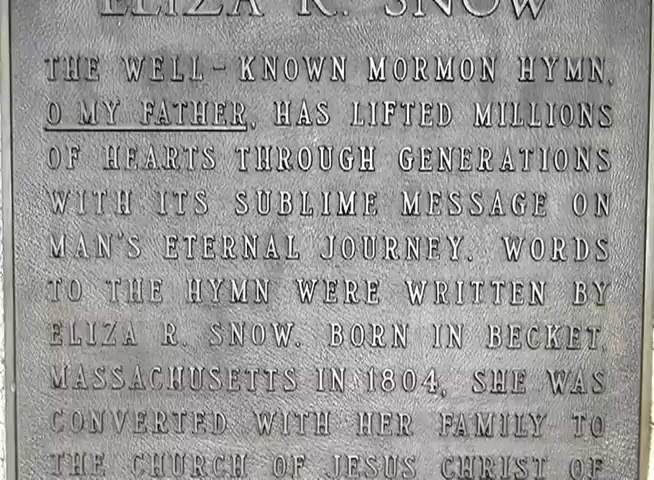 ELIZA R. SNOW
THE WELL-KNOWN MORMON HYMN,
O MY FATHER, HAS LIFTED MILLIONS
OF HEARTS THROUGH GENERATIONS
WITH ITS SUBLIME MESSAGE ON
MAN'S ETERNAL JOURNEY. WORDS
TO THE HYMN WERE WRITTEN BY
ELIZA R. SNOW. BORN IN BECKET,
MASSACHUSETTS IN 1804, SHE WAS
CONVERTED WITH HER FAMILY TO
THE CHURCH OF JESUS CHRIST OF